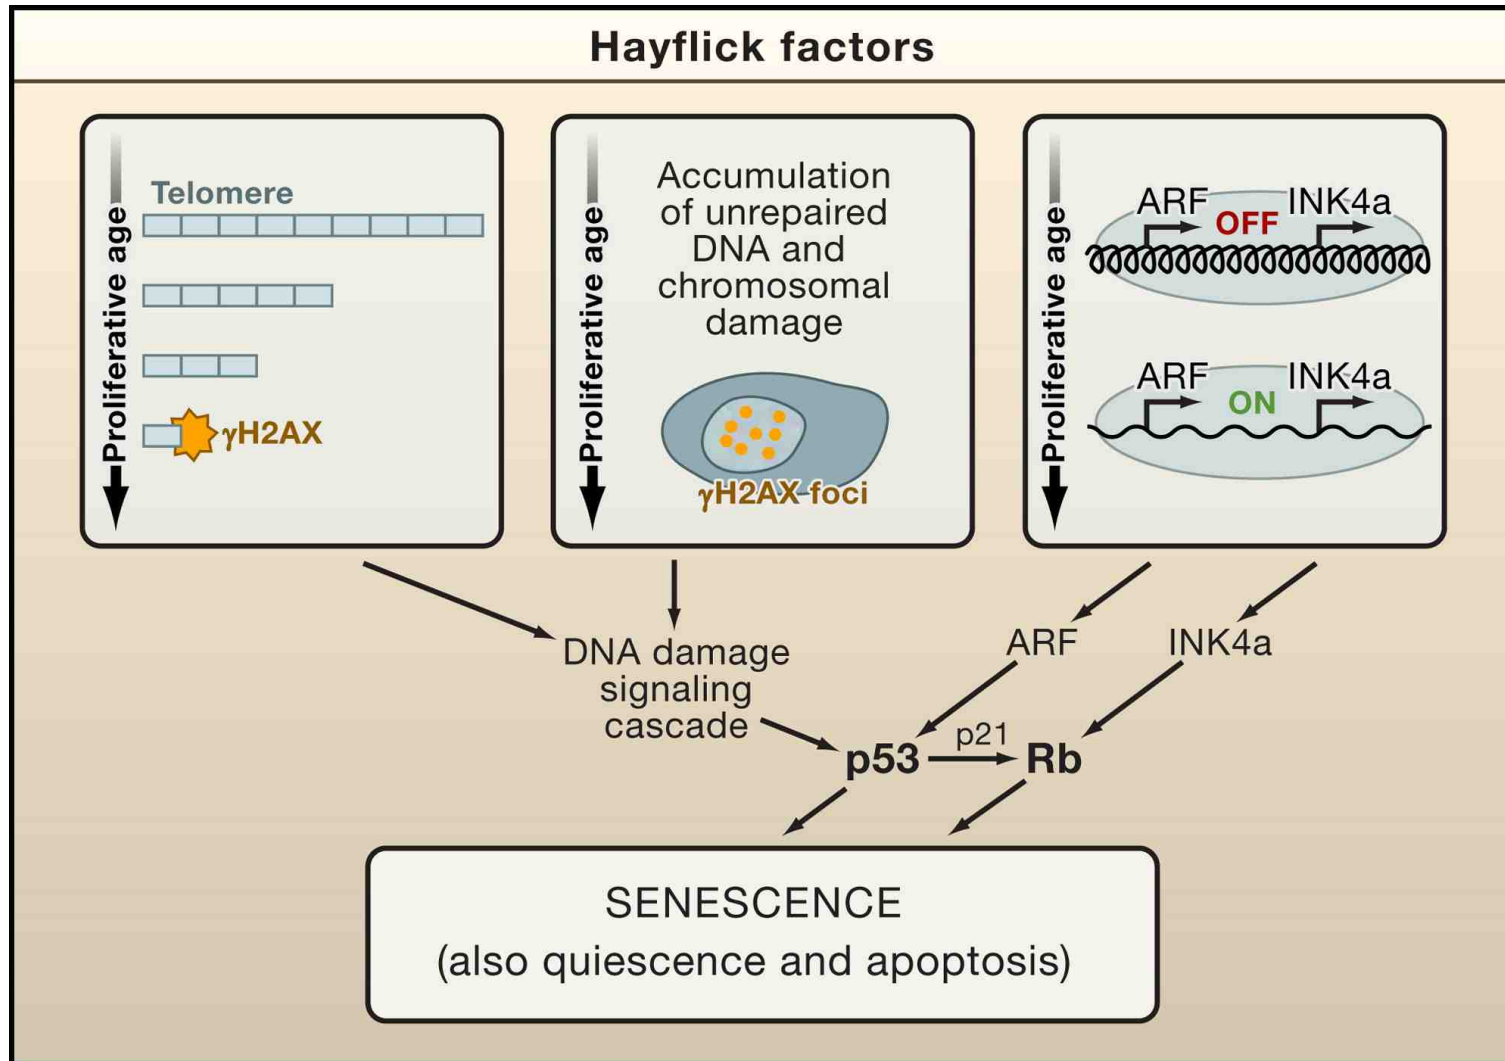 Hayflick factors
Proliferative age
Telomere
γH2AX
Proliferative age
Accumulation
of unrepaired
DNA and
chromosomal
damage
γH2AX foci
Proliferative age
ARF
INK4a
OFF
ARF
INK4a
ON
DNA damage
signaling
cascade
ARF
INK4a
p53
p21
Rb
SENESCENCE
(also quiescence and apoptosis)